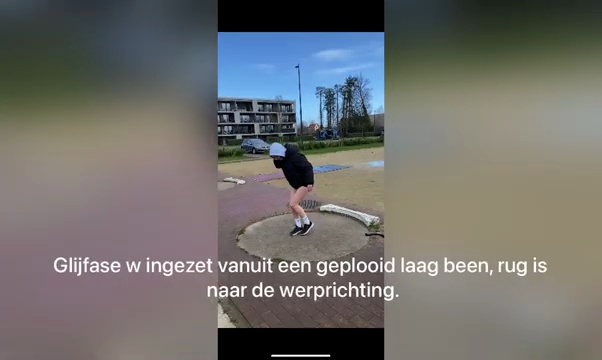 Glijfase w ingezet vanuit een geplooid laag been, rug is
naar de werprichting.